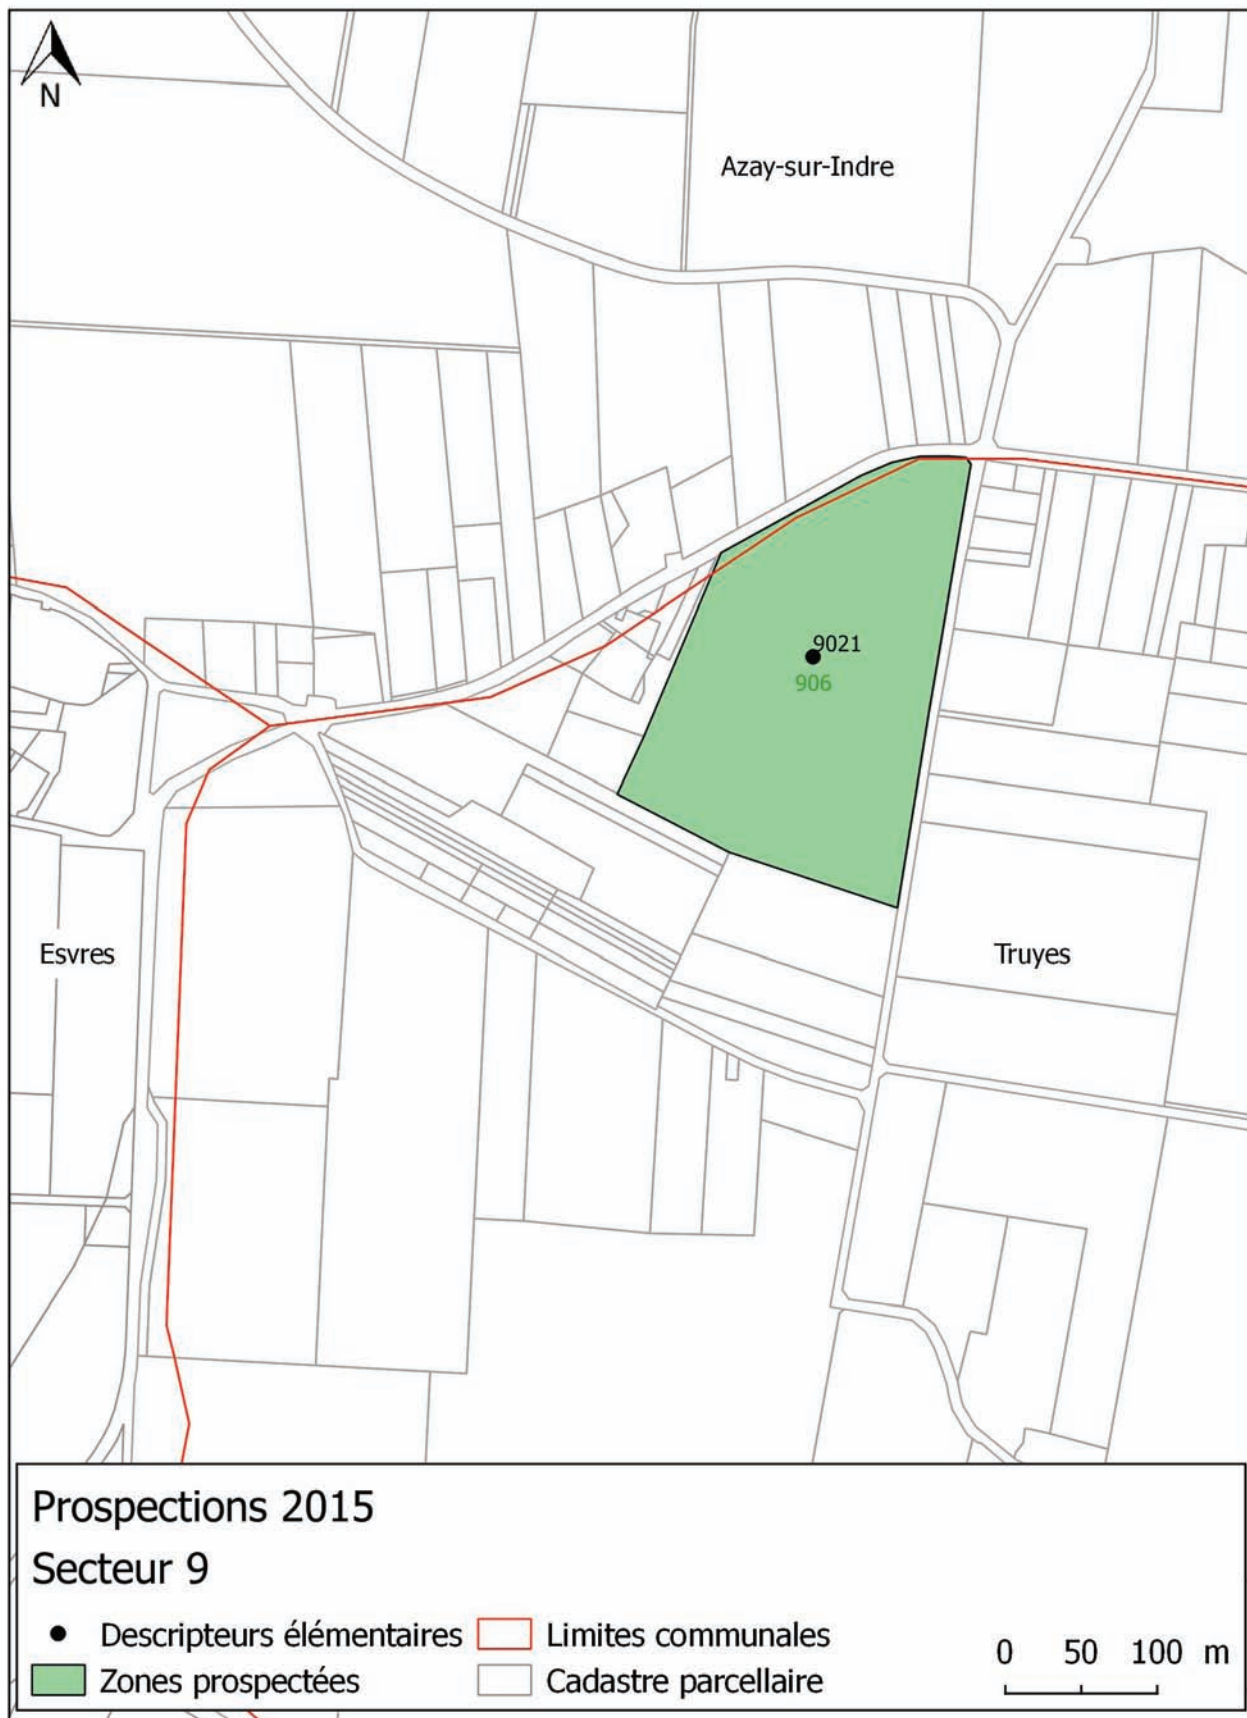 N
Azay-sur-Indre
9021
906
Esvres
Truyes
Prospections 2015
Secteur 9
Descripteurs élémentaires
Limites communales
Zones prospectées
Cadastre parcellaire
0 50 100 m